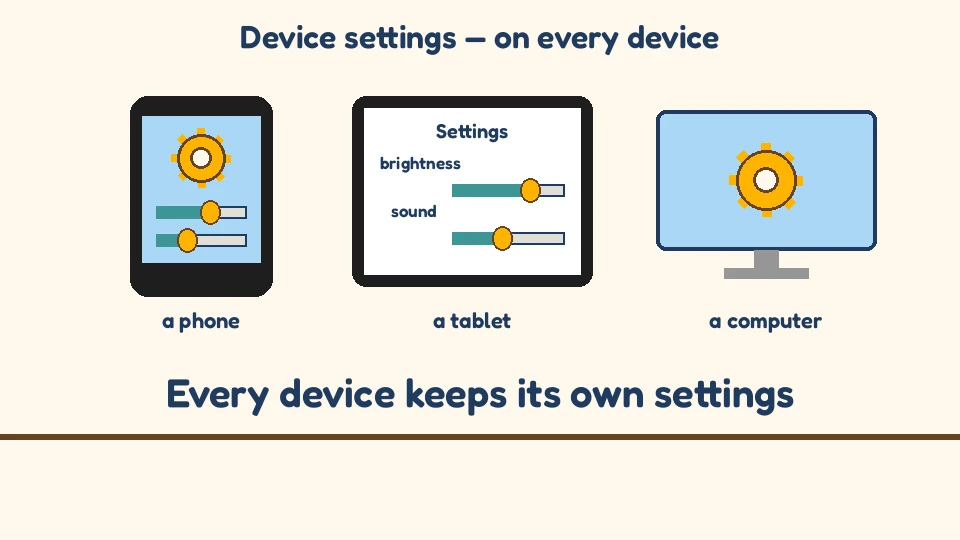 Device settings — on every device
Settings
brightness
sound
a phone
a tablet
a computer
Every device keeps its own settings